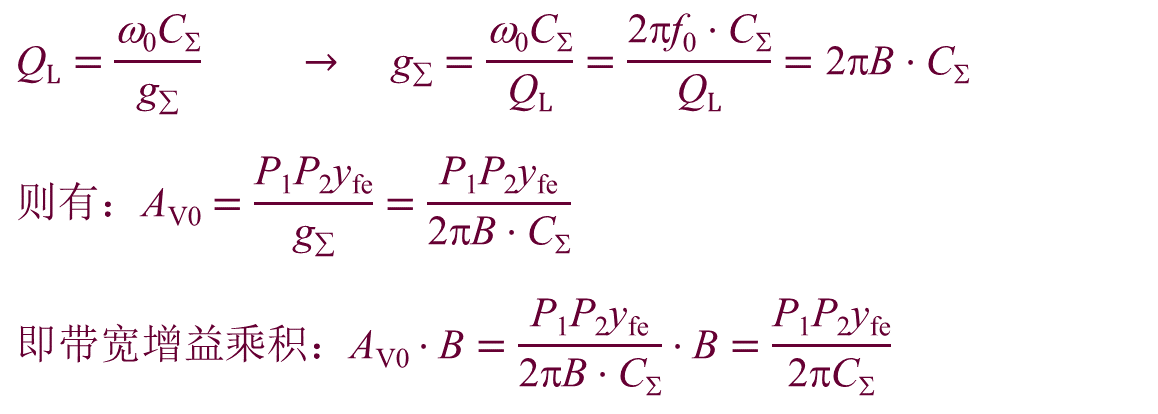 Q_L = ω₀C_Σ / g_Σ → g_Σ = ω₀C_Σ / Q_L = 2πf₀ · C_Σ / Q_L = 2πB · C_Σ
则有：A_V0 = P₁P₂y_fe / g_Σ = P₁P₂y_fe / 2πB · C_Σ
即带宽增益乘积：A_V0 · B = P₁P₂y_fe / 2πB · C_Σ · B = P₁P₂y_fe / 2πC_Σ